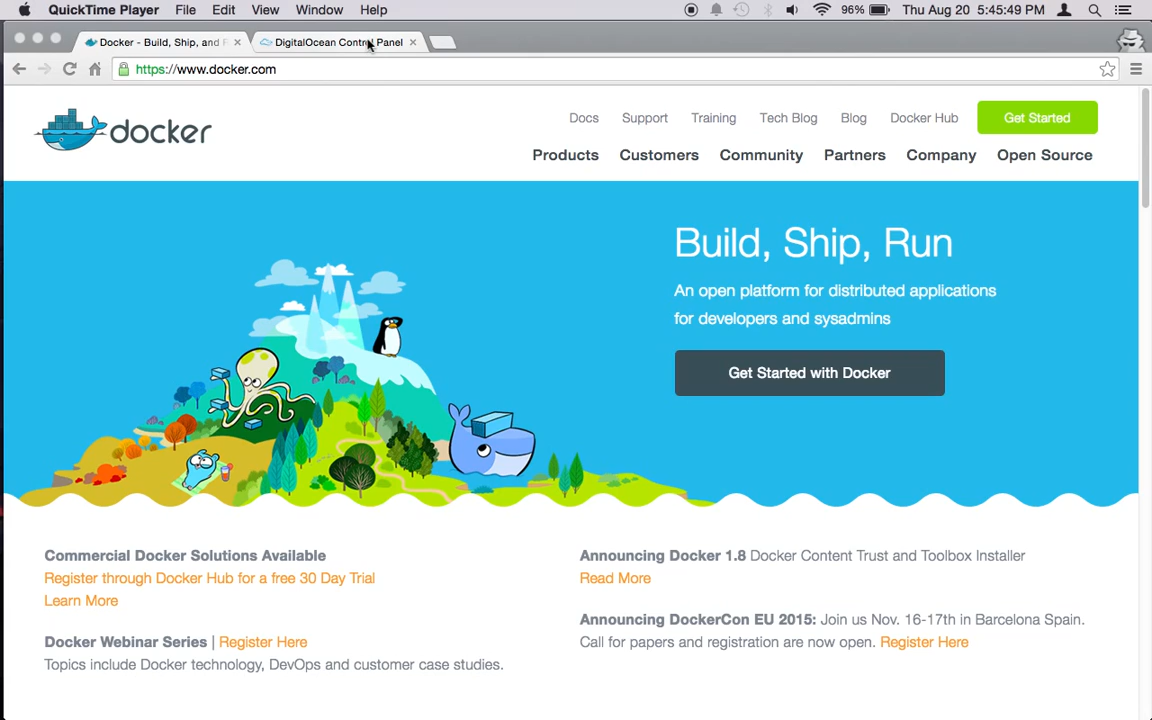 QuickTime Player File Edit View Window Help 96% Thu Aug 20 5:45:49 PM
Docker - Build, Ship, and R DigitalOcean Control Panel
https://www.docker.com
docker
Docs Support Training Tech Blog Blog Docker Hub Get Started
Products Customers Community Partners Company Open Source
Build, Ship, Run
An open platform for distributed applications
for developers and sysadmins
Get Started with Docker
Commercial Docker Solutions Available
Register through Docker Hub for a free 30 Day Trial
Learn More
Docker Webinar Series | Register Here
Topics include Docker technology, DevOps and customer case studies.
Announcing Docker 1.8 Docker Content Trust and Toolbox Installer
Read More
Announcing DockerCon EU 2015: Join us Nov. 16-17th in Barcelona Spain.
Call for papers and registration are now open. Register Here